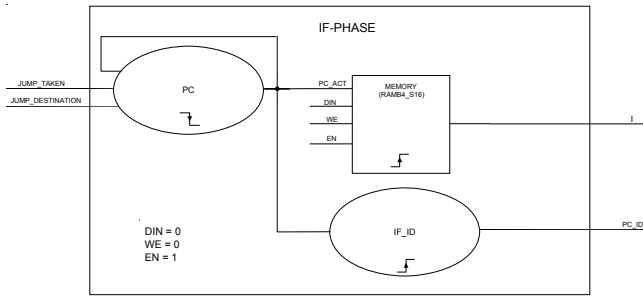 IF-PHASE
JUMP_TAKEN
JUMP_DESTINATION
PC
PC_ACT
DIN
WE
EN
MEMORY
(RAMB4_S16)
I
IF_ID
PC_ID
DIN = 0
WE = 0
EN = 1